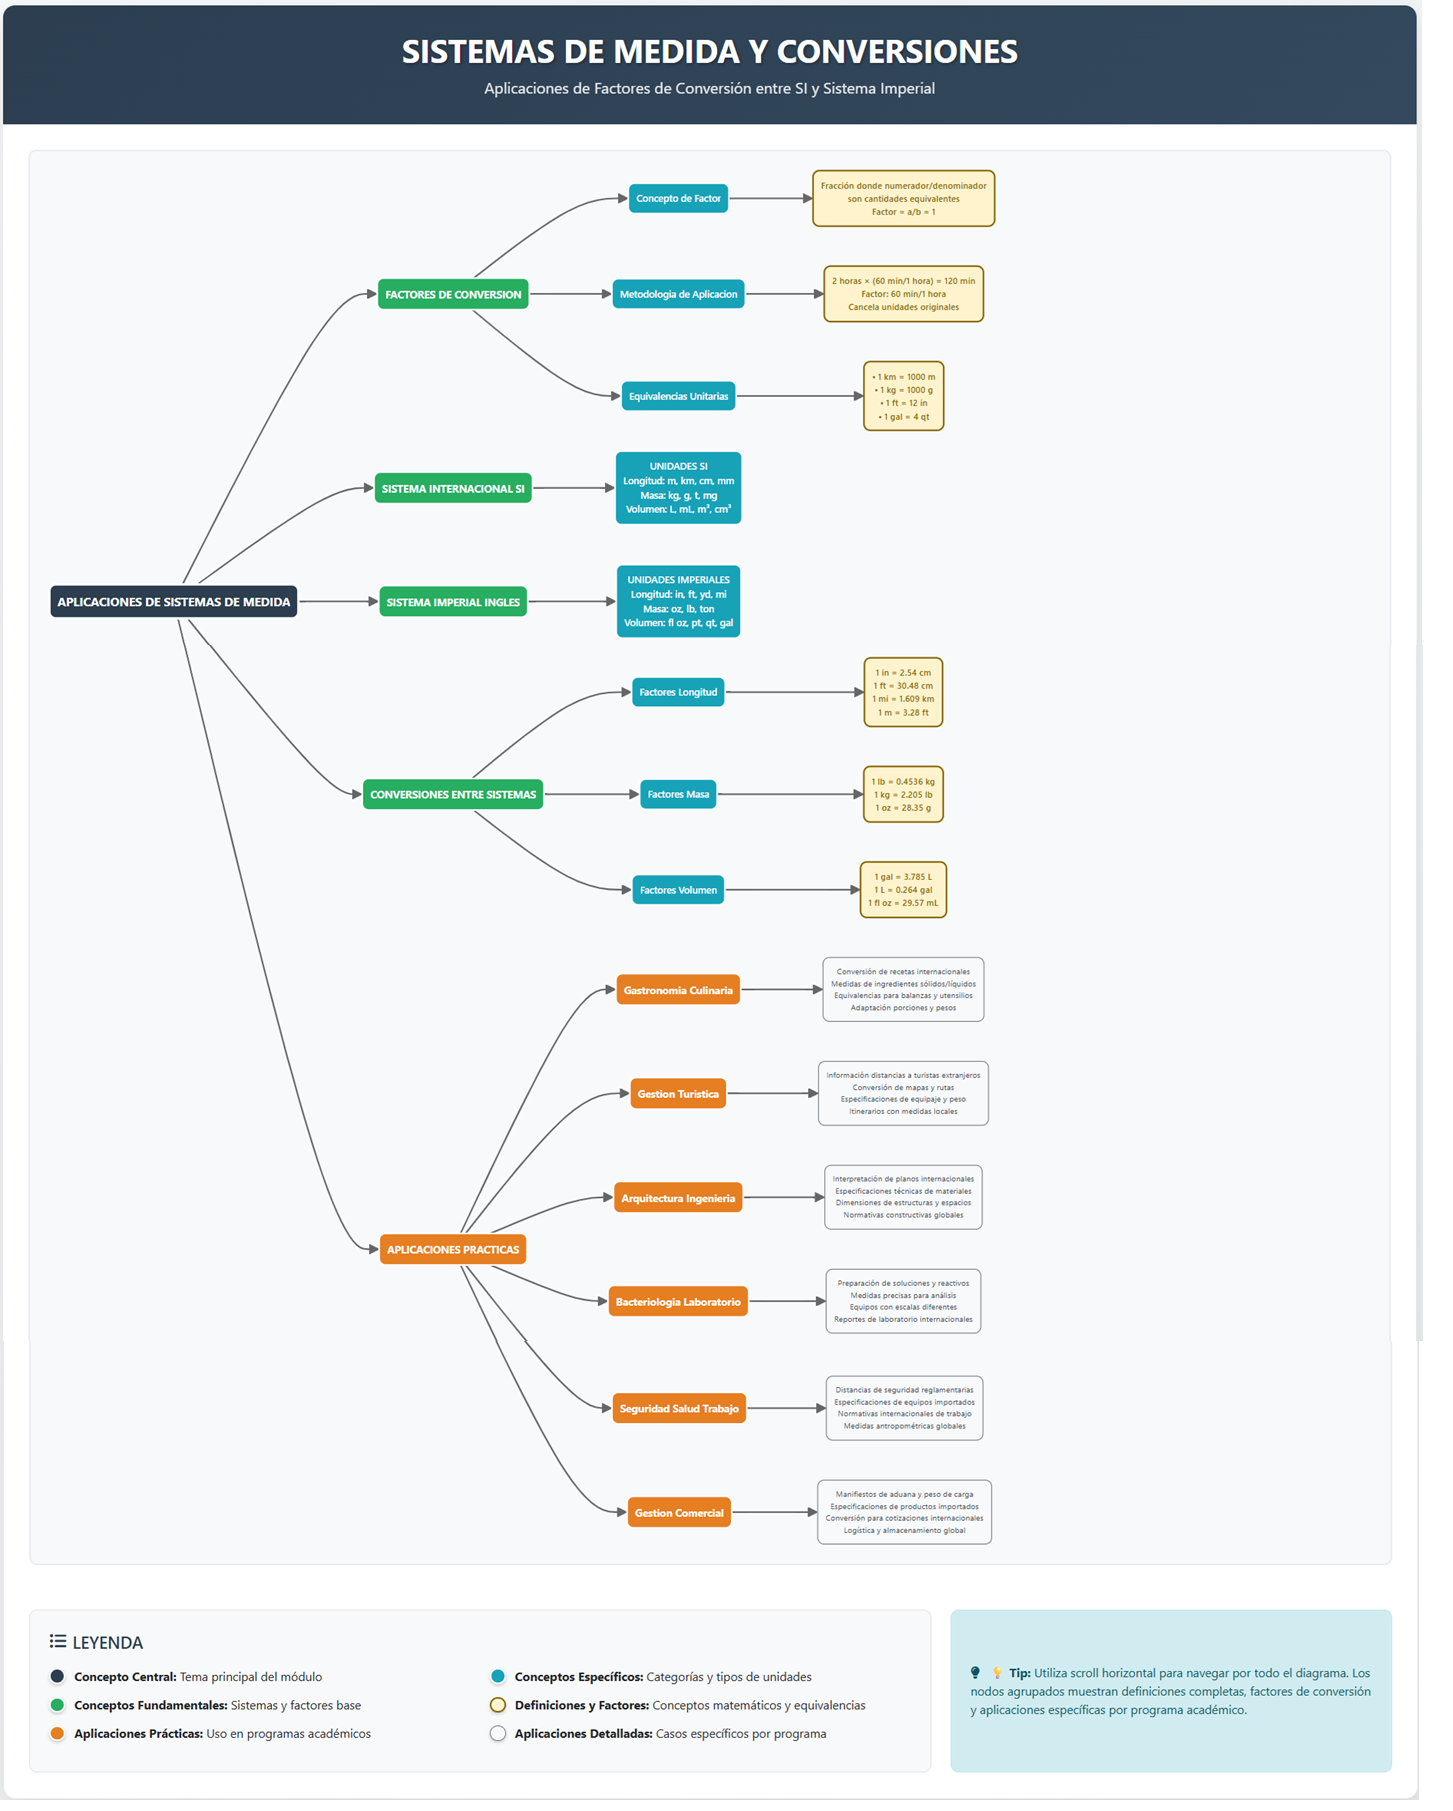 SISTEMAS DE MEDIDA Y CONVERSIONES
Aplicaciones de Factores de Conversión entre SI y Sistema Imperial
APLICACIONES DE SISTEMAS DE MEDIDA
FACTORES DE CONVERSION
Concepto de Factor
Fracción donde numerador/denominador
son cantidades equivalentes
Factor = a/b = 1
Metodologia de Aplicacion
2 horas × (60 min/1 hora) = 120 min
Factor: 60 min/1 hora
Cancela unidades originales
Equivalencias Unitarias
• 1 km = 1000 m
• 1 kg = 1000 g
• 1 ft = 12 in
• 1 gal = 4 qt
SISTEMA INTERNACIONAL SI
UNIDADES SI
Longitud: m, km, cm, mm
Masa: kg, g, t, mg
Volumen: L, mL, m³, cm³
SISTEMA IMPERIAL INGLES
UNIDADES IMPERIALES
Longitud: in, ft, yd, mi
Masa: oz, lb, ton
Volumen: fl oz, pt, qt, gal
CONVERSIONES ENTRE SISTEMAS
Factores Longitud
1 in = 2.54 cm
1 ft = 30.48 cm
1 mi = 1.609 km
1 m = 3.28 ft
Factores Masa
1 lb = 0.4536 kg
1 kg = 2.205 lb
1 oz = 28.35 g
Factores Volumen
1 gal = 3.785 L
1 L = 0.264 gal
1 fl oz = 29.57 mL
APLICACIONES PRACTICAS
Gastronomia Culinaria
Conversión de recetas internacionales
Medidas de ingredientes sólidos/líquidos
Equivalencias para balanzas y utensilios
Adaptación porciones y pesos
Gestion Turistica
Información distancias a turistas extranjeros
Conversión de mapas y rutas
Especificaciones de equipaje y peso
Itinerarios con medidas locales
Arquitectura Ingenieria
Interpretación de planos internacionales
Especificaciones técnicas de materiales
Dimensiones de estructuras y espacios
Normativas constructivas globales
Bacteriologia Laboratorio
Preparación de soluciones y reactivos
Medidas precisas para análisis
Equipos con escalas diferentes
Reportes de laboratorio internacionales
Seguridad Salud Trabajo
Distancias de seguridad reglamentarias
Especificaciones de equipos importados
Normativas internacionales de trabajo
Medidas antropométricas globales
Gestion Comercial
Manifiestos de aduana y peso de carga
Especificaciones de productos importados
Conversión para cotizaciones internacionales
Logística y almacenamiento global
LEYENDA
Concepto Central: Tema principal del módulo
Conceptos Fundamentales: Sistemas y factores base
Aplicaciones Prácticas: Uso en programas académicos
Conceptos Específicos: Categorías y tipos de unidades
Definiciones y Factores: Conceptos matemáticos y equivalencias
Aplicaciones Detalladas: Casos específicos por programa
Tip: Utiliza scroll horizontal para navegar por todo el diagrama. Los
nodos agrupados muestran definiciones completas, factores de conversión
y aplicaciones específicas por programa académico.